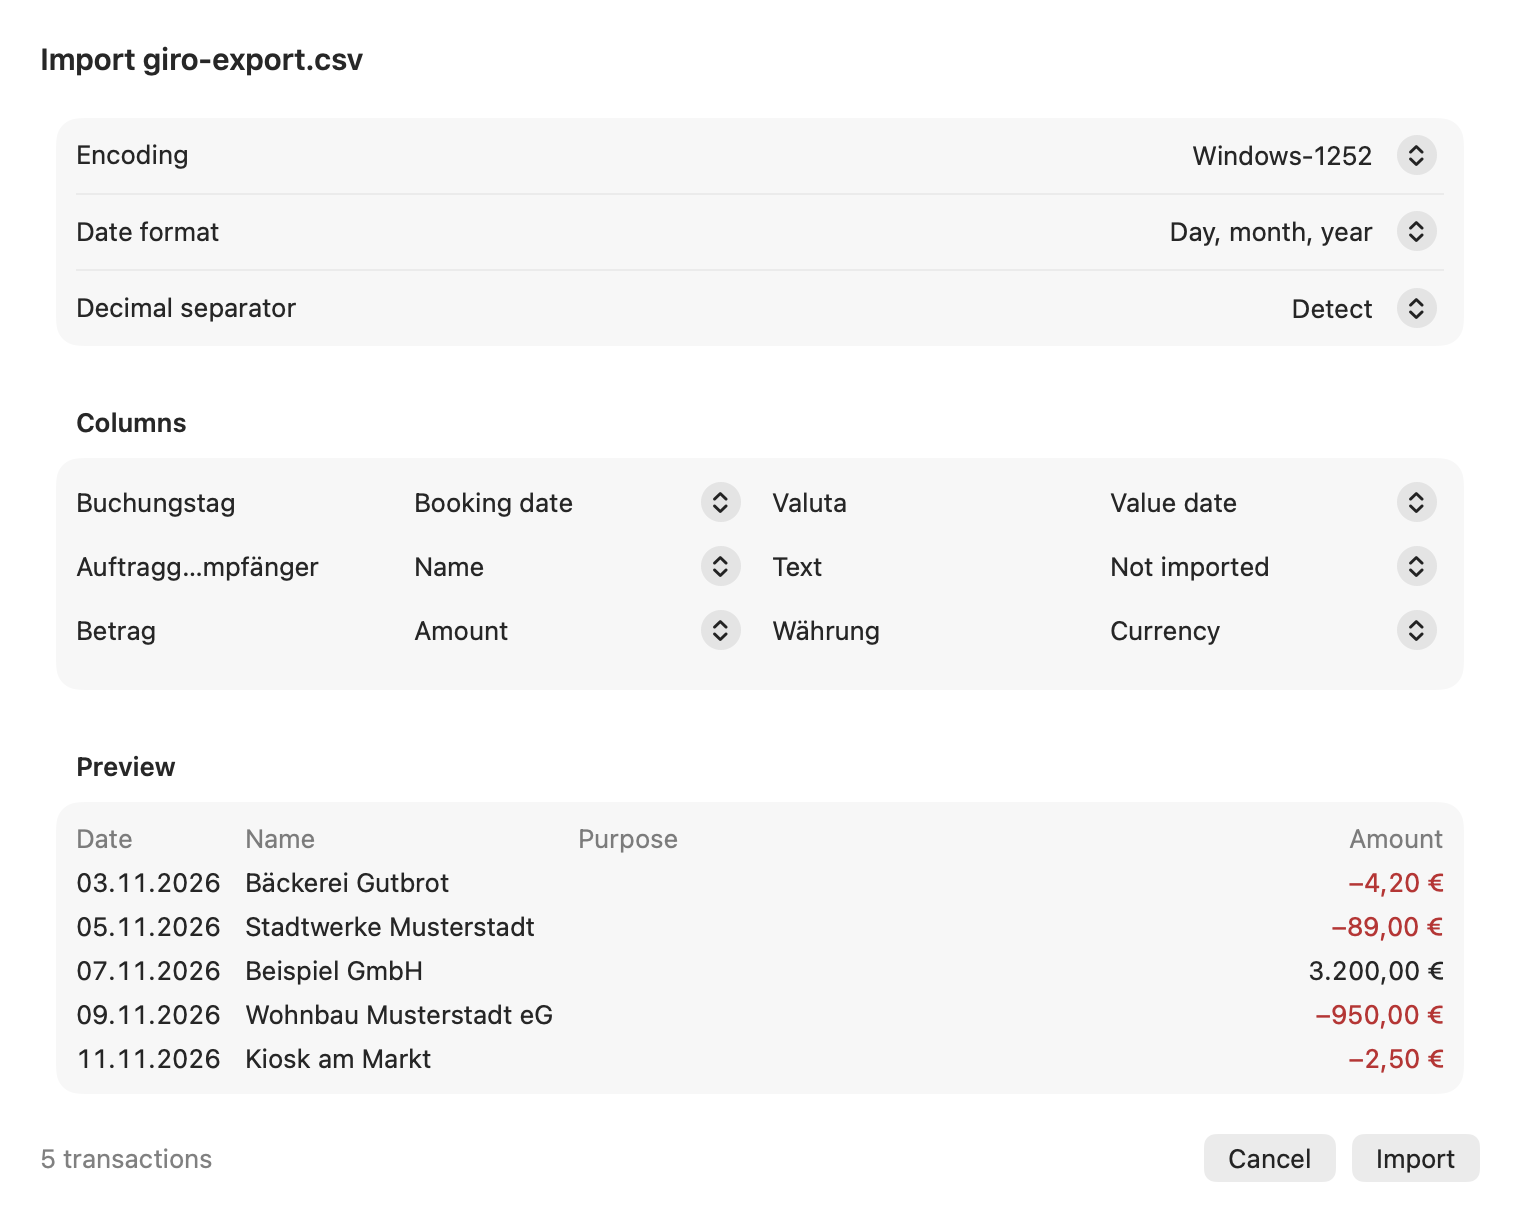 Import giro-export.csv
Encoding Windows-1252
Date format Day, month, year
Decimal separator Detect
Columns
Buchungstag Booking date Valuta Value date
Auftragg...mpfänger Name Text Not imported
Betrag Amount Währung Currency
Preview
Date Name Purpose Amount
03.11.2026 Bäckerei Gutbrot –4,20 €
05.11.2026 Stadtwerke Musterstadt –89,00 €
07.11.2026 Beispiel GmbH 3.200,00 €
09.11.2026 Wohnbau Musterstadt eG –950,00 €
11.11.2026 Kiosk am Markt –2,50 €
5 transactions Cancel Import